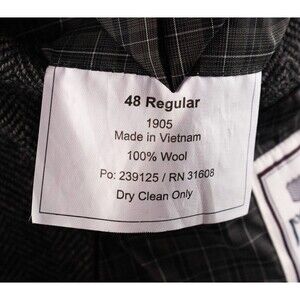 48 Regular
1905
Made in Vietnam
100% Wool
Po: 239125 / RN 31608
Dry Clean Only